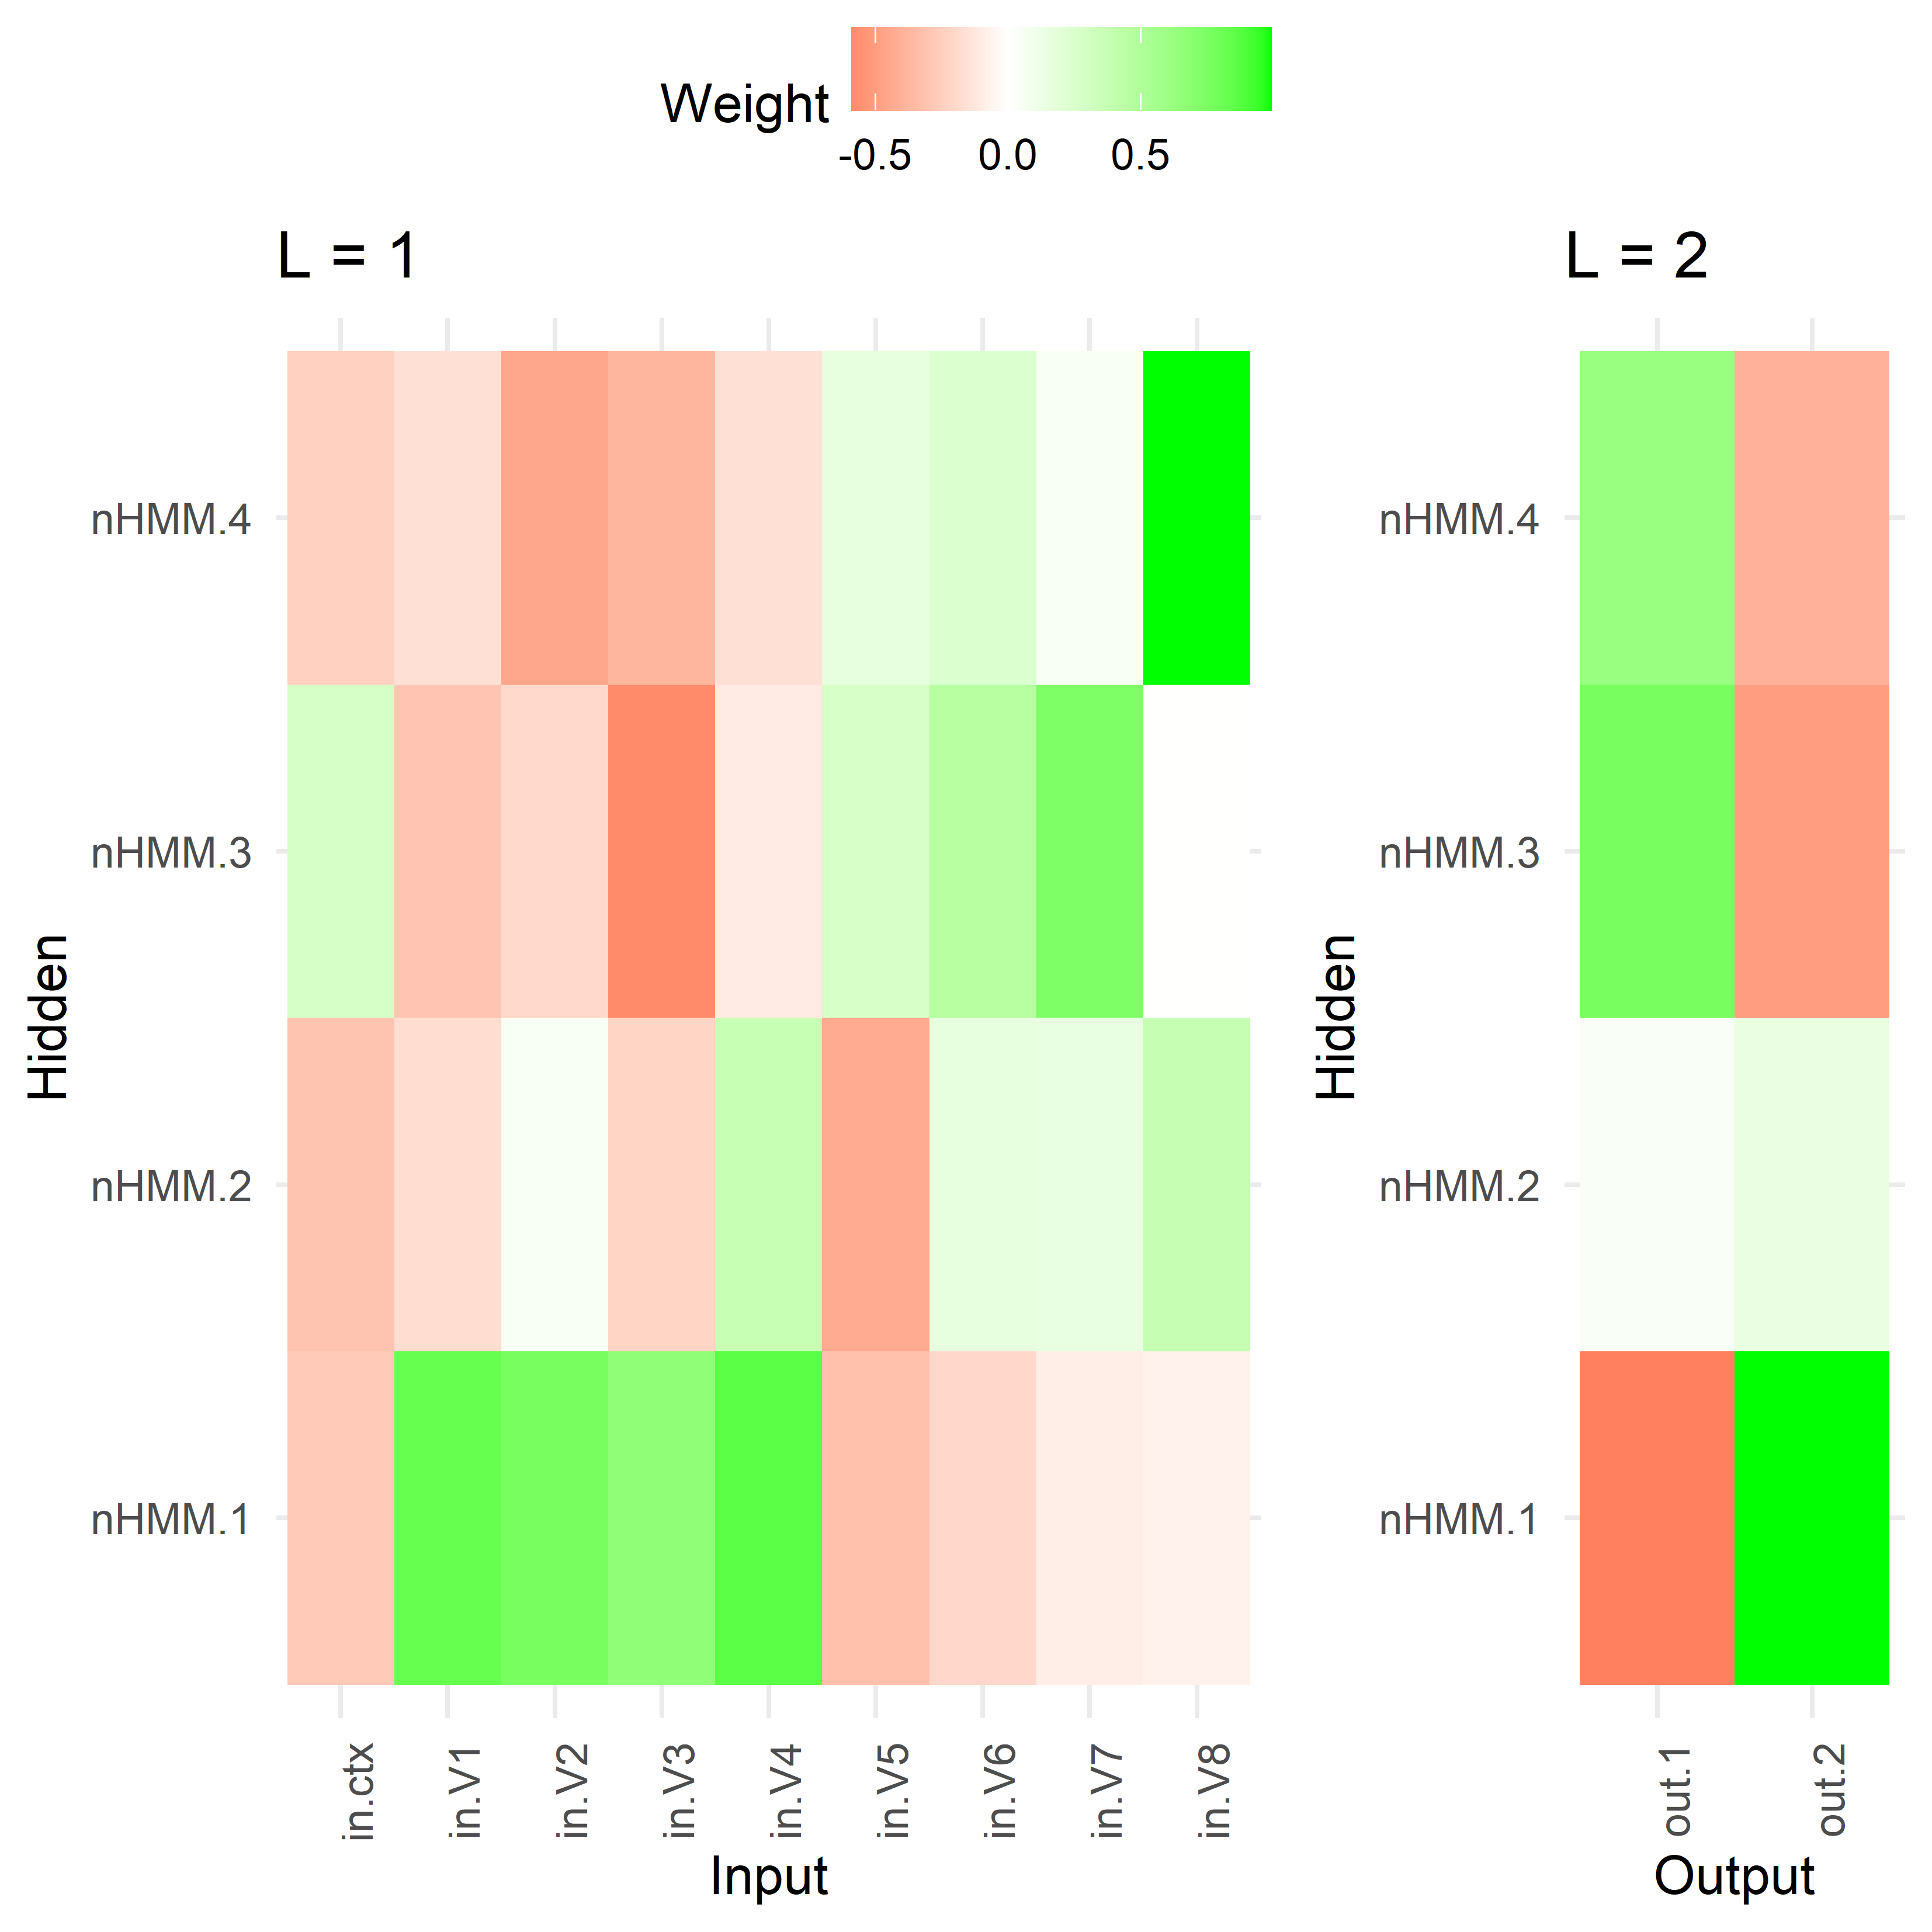 Weight
-0.5 0.0 0.5
L = 1
L = 2
nHMM.4
nHMM.3
nHMM.2
nHMM.1
Hidden
in.ctx in.V1 in.V2 in.V3 in.V4 in.V5 in.V6 in.V7 in.V8
Input
nHMM.4
nHMM.3
nHMM.2
nHMM.1
Hidden
out.1 out.2
Output